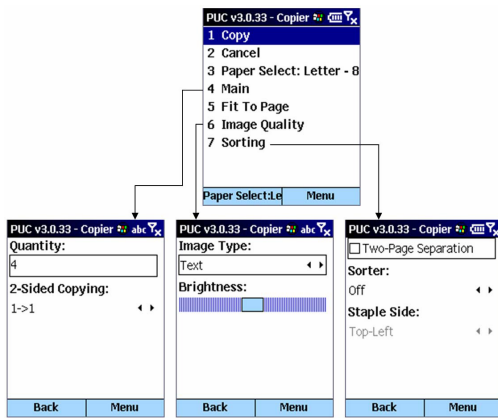 PUC v3.0.33 - Copier
1 Copy
2 Cancel
3 Paper Select: Letter - 8
4 Main
5 Fit To Page
6 Image Quality
7 Sorting
Paper Select:Le Menu
PUC v3.0.33 - Copier abc
Quantity:
4
2-Sided Copying:
1->1
Back Menu
PUC v3.0.33 - Copier abc
Image Type:
Text
Brightness:
Back Menu
PUC v3.0.33 - Copier
Two-Page Separation
Sorter:
Off
Staple Side:
Top-Left
Back Menu